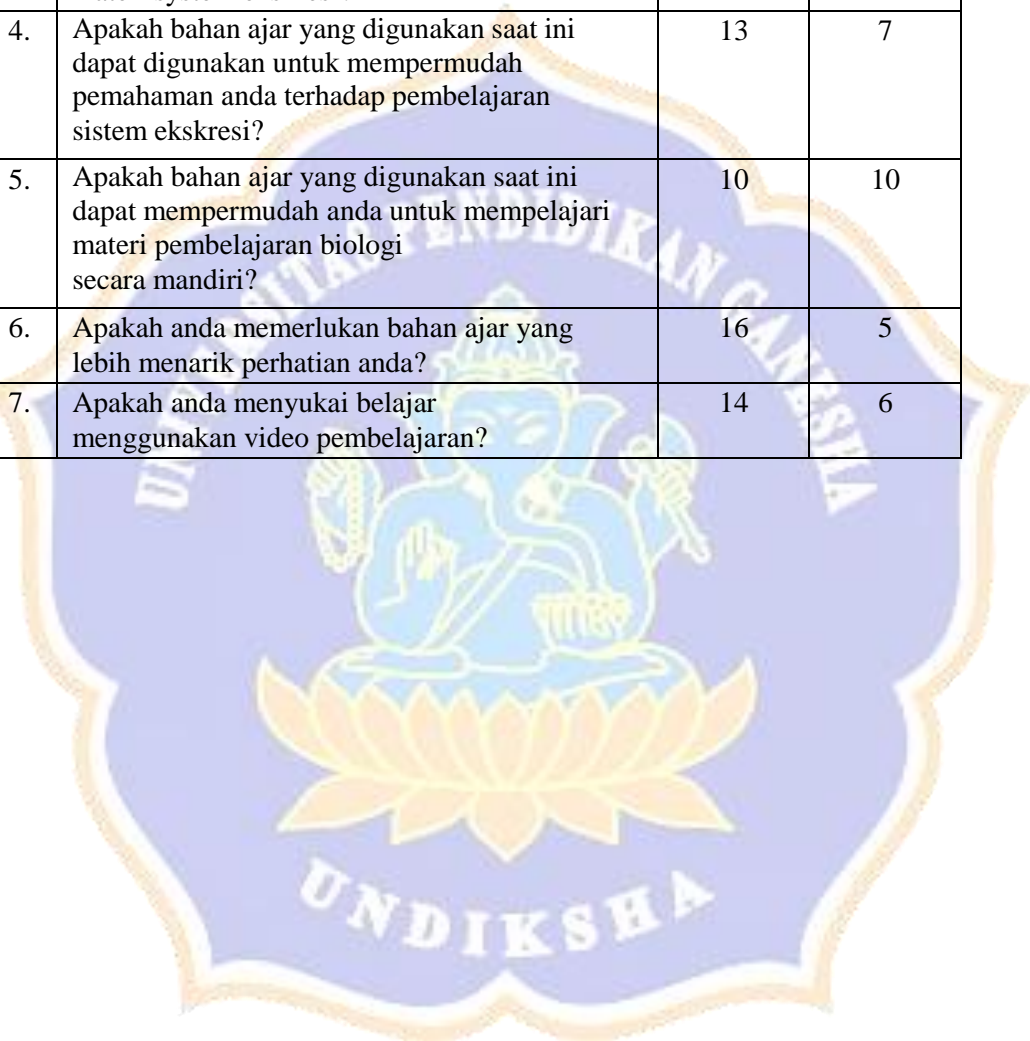 4. Apakah bahan ajar yang digunakan saat ini 13 7
dapat digunakan untuk mempermudah
pemahaman anda terhadap pembelajaran
sistem ekskresi?
5. Apakah bahan ajar yang digunakan saat ini 10 10
dapat mempermudah anda untuk mempelajari
materi pembelajaran biologi
secara mandiri?
6. Apakah anda memerlukan bahan ajar yang 16 5
lebih menarik perhatian anda?
7. Apakah anda menyukai belajar 14 6
menggunakan video pembelajaran?
UNIVERSITAS PENDIDIKAN GANESHA
UNDIKSHA